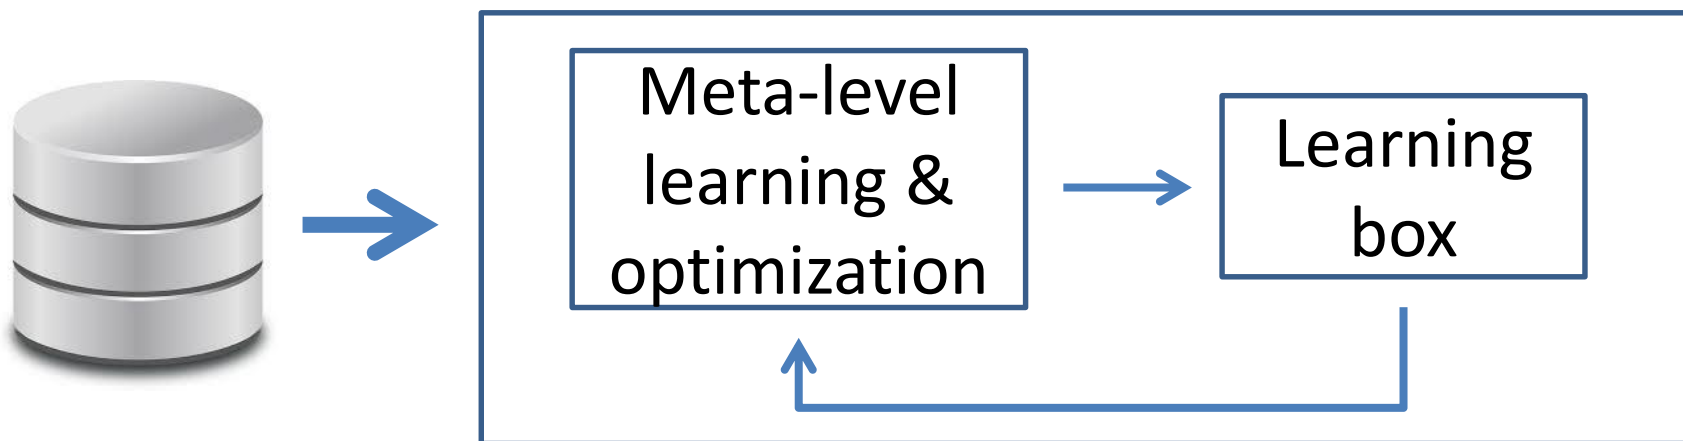 Meta-level
learning &
optimization
Learning
box